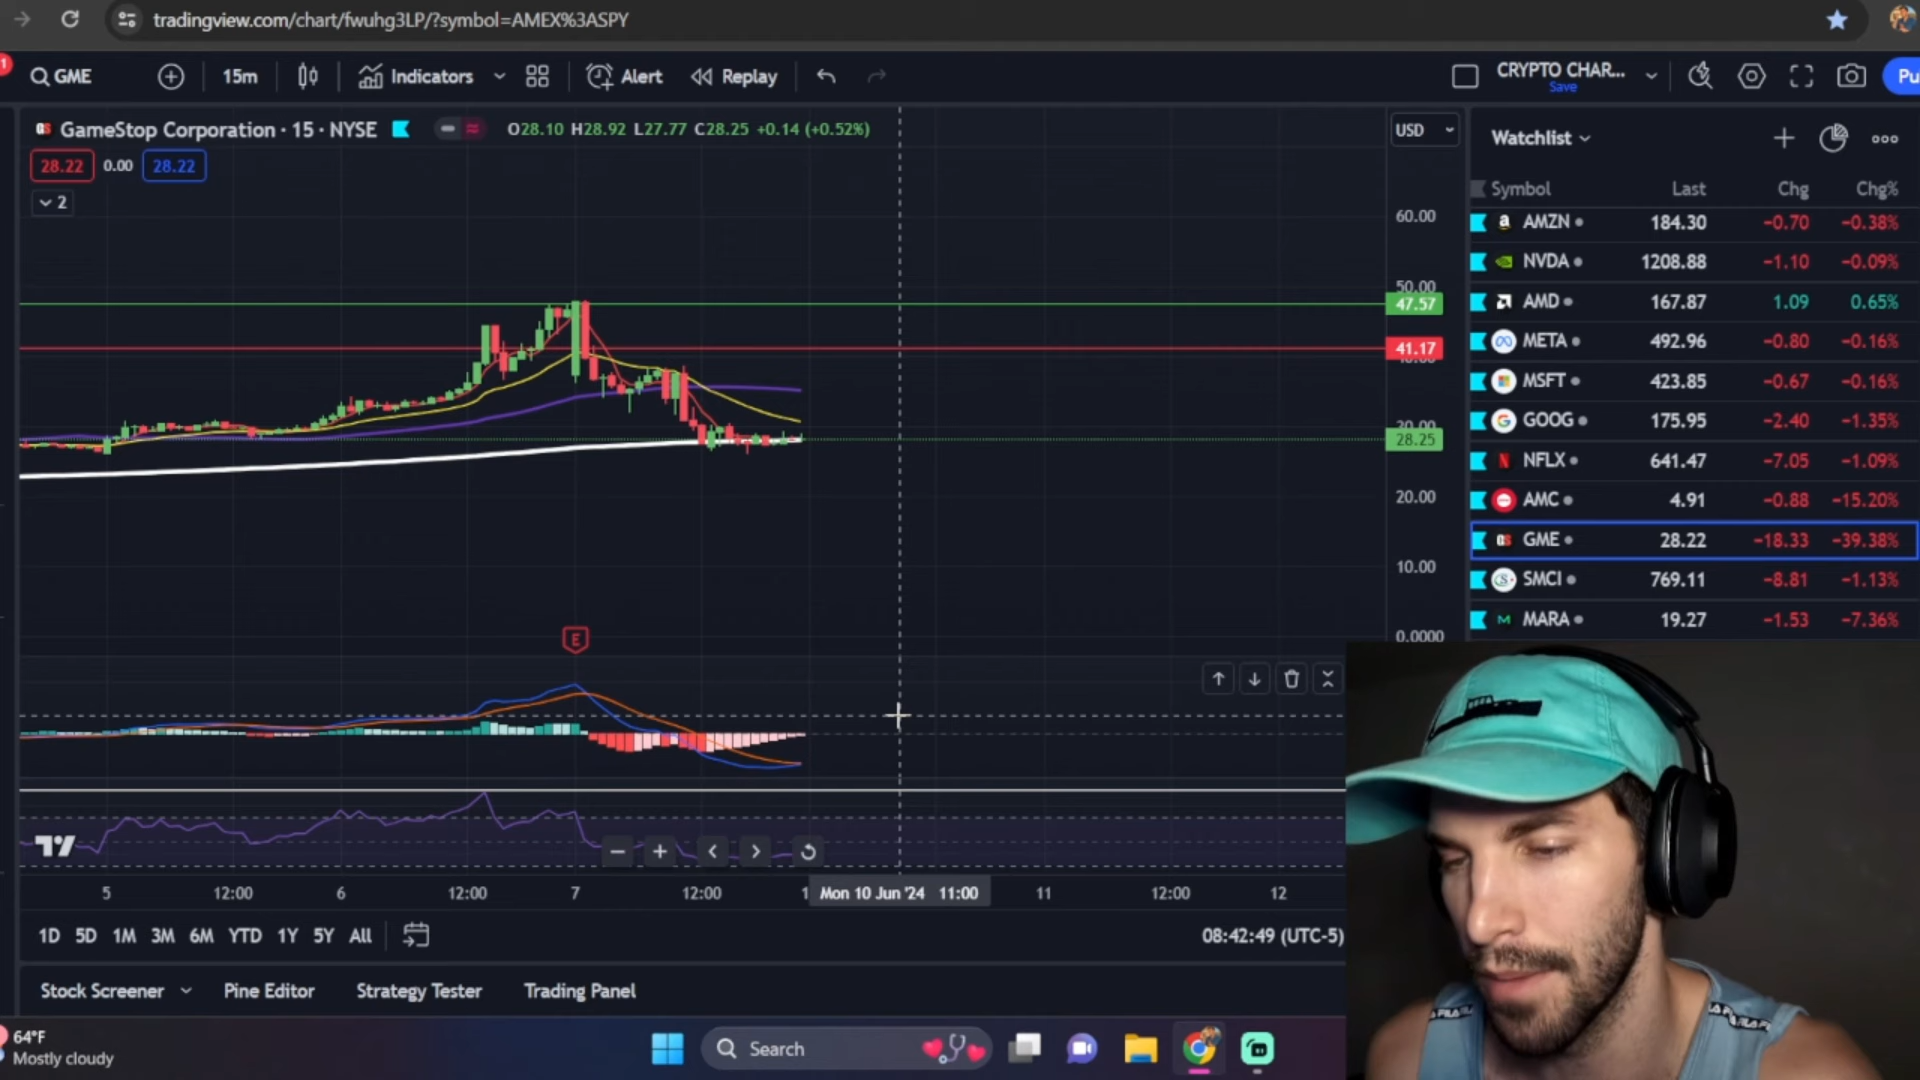 tradingview.com/chart/fwuhg3LP/?symbol=AMEX%3ASPY
1 GME 15m Indicators Alert Replay CRYPTO CHAR... Save Pu
GameStop Corporation · 15 · NYSE O28.10 H28.92 L27.77 C28.25 +0.14 (+0.52%) USD
28.22 0.00 28.22
2
60.00
50.00
47.57
41.17
28.25
20.00
10.00
0.0000
Watchlist
Symbol Last Chg Chg%
AMZN 184.30 −0.70 −0.38%
NVDA 1208.88 −1.10 −0.09%
AMD 167.87 1.09 0.65%
META 492.96 −0.80 −0.16%
MSFT 423.85 −0.67 −0.16%
GOOG 175.95 −2.40 −1.35%
NFLX 641.47 −7.05 −1.09%
AMC 4.91 −0.88 −15.20%
GME 28.22 −18.33 −39.38%
SMCI 769.11 −8.81 −1.13%
MARA 19.27 −1.53 −7.36%
E
5 12:00 6 12:00 7 12:00 1 Mon 10 Jun '24 11:00 11 12:00 12
1D 5D 1M 3M 6M YTD 1Y 5Y All 08:42:49 (UTC-5)
Stock Screener Pine Editor Strategy Tester Trading Panel
64°F
Mostly cloudy
Search
FILA